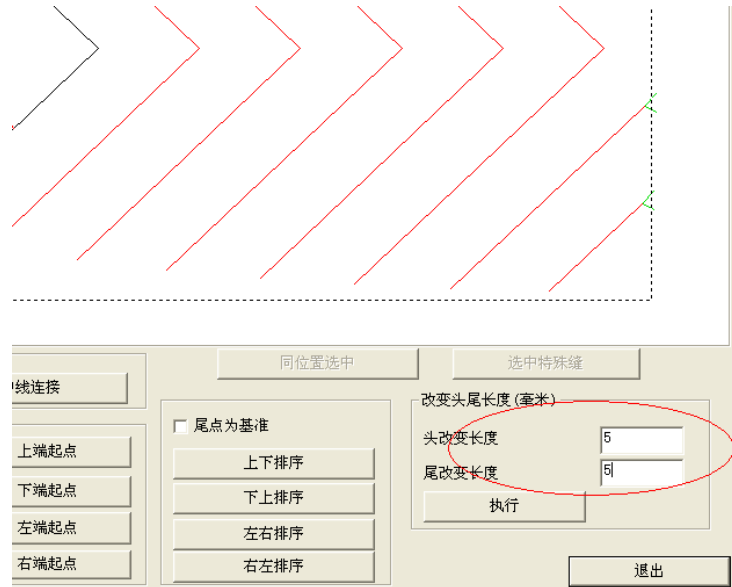 同位置选中
选中特殊缝
线连接
改变头尾长度(毫米)
尾点为基准
头改变长度
5
上端起点
上下排序
尾改变长度
5
下端起点
下上排序
执行
左端起点
左右排序
右端起点
右左排序
退出